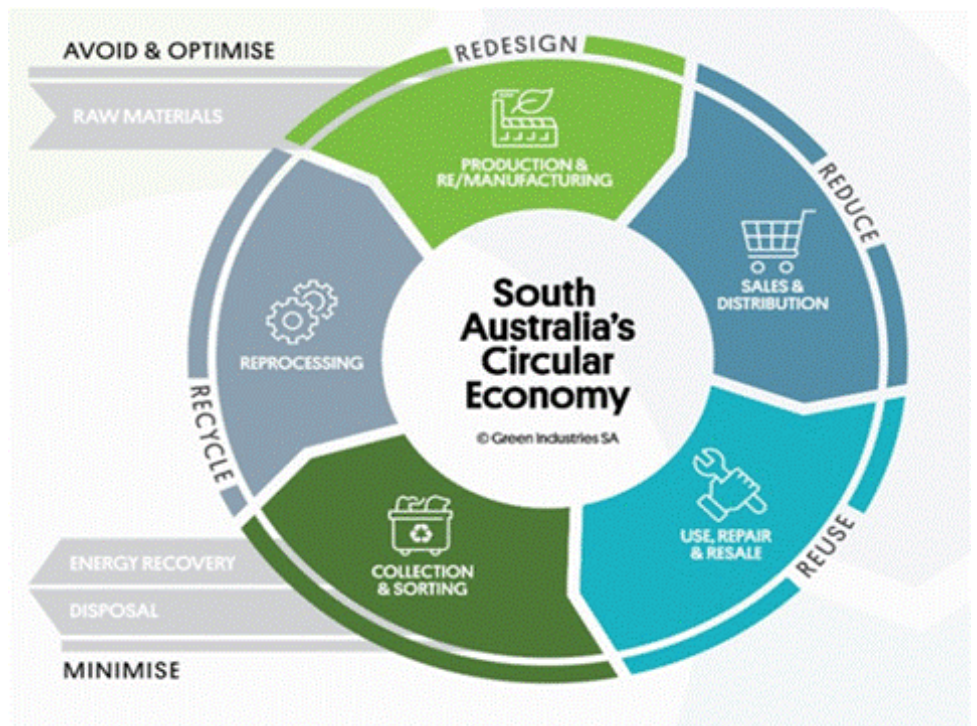 AVOID & OPTIMISE
RAW MATERIALS
REDESIGN
PRODUCTION &
RE/MANUFACTURING
REDUCE
SALES &
DISTRIBUTION
REUSE
USE, REPAIR
& RESALE
COLLECTION
& SORTING
RECYCLE
REPROCESSING
South
Australia's
Circular
Economy
© Green Industries SA
ENERGY RECOVERY
DISPOSAL
MINIMISE